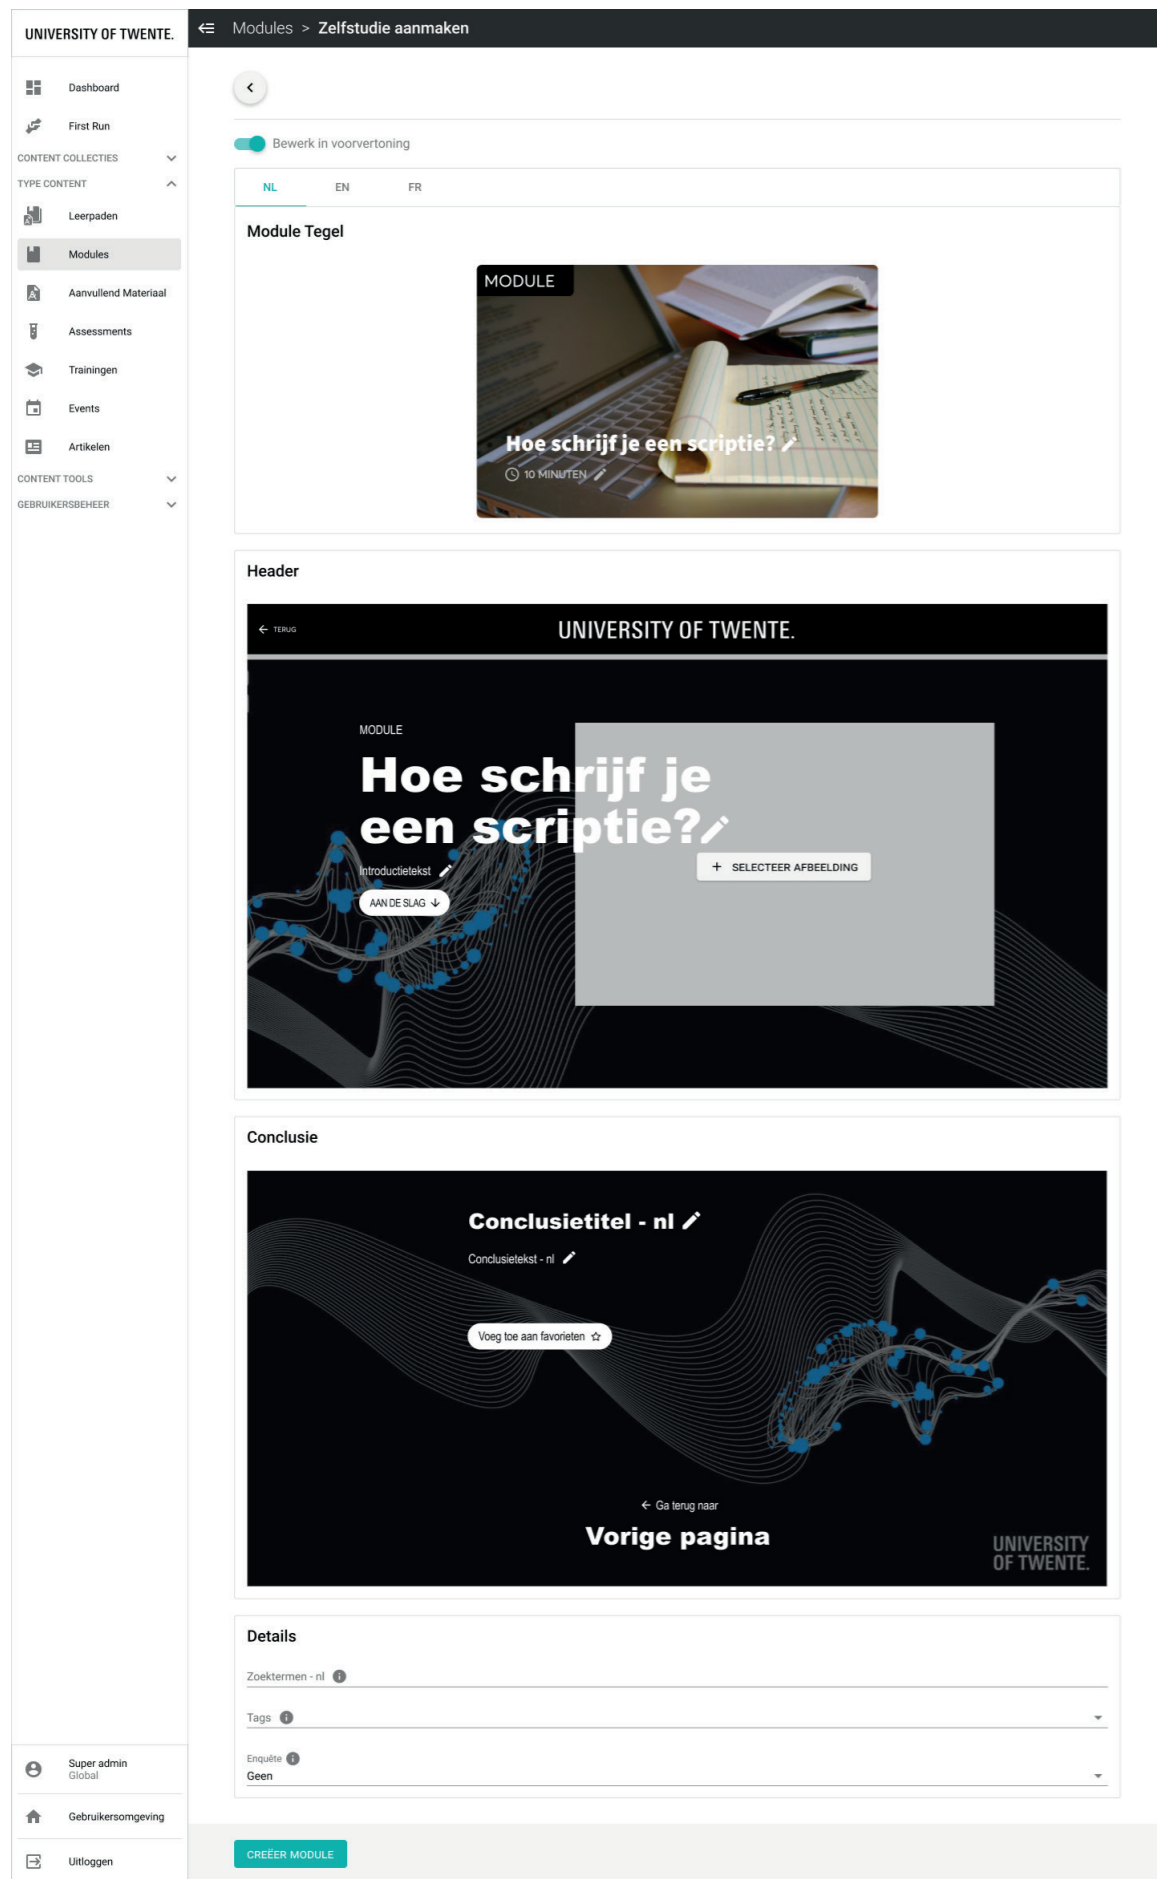 UNIVERSITY OF TWENTE.
Modules > Zelfstudie aanmaken
Dashboard
First Run
CONTENT COLLECTIES
TYPE CONTENT
Leerpaden
Modules
Aanvullend Materiaal
Assessments
Trainingen
Events
Artikelen
CONTENT TOOLS
GEBRUIKERSBEHEER
Super admin
Global
Gebruikersomgeving
Uitloggen
Bewerk in voorvertoning
NL EN FR
Module Tegel
MODULE
Hoe schrijf je een scriptie?
10 MINUTEN
Header
TERUG
UNIVERSITY OF TWENTE.
MODULE
Hoe schrijf je
een scriptie?
Introductietekst
AAN DE SLAG
+ SELECTEER AFBEELDING
Conclusie
Conclusietitel - nl
Conclusietekst - nl
Voeg toe aan favorieten
Ga terug naar
Vorige pagina
UNIVERSITY
OF TWENTE.
Details
Zoektermen - nl
Tags
Enquête
Geen
CREËER MODULE